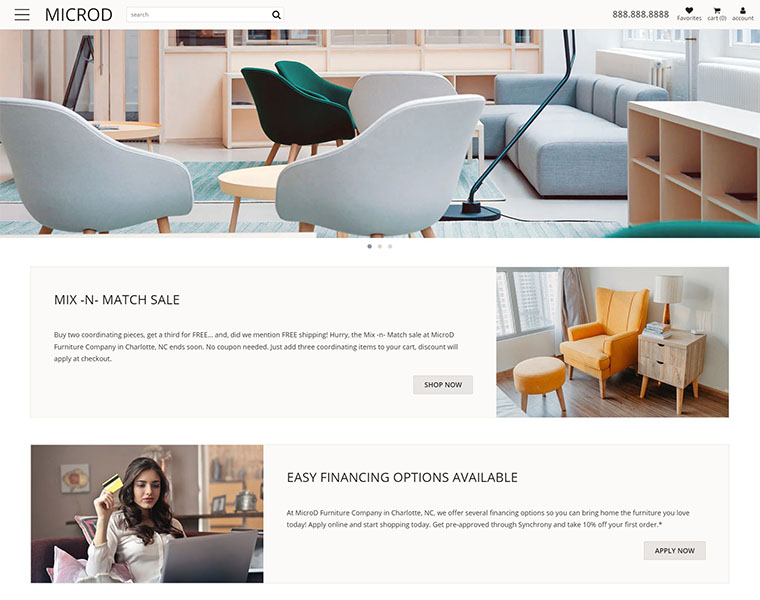 MICROD
search
888.888.8888
Favorites
cart (0)
account
MIX -N- MATCH SALE
Buy two coordinating pieces, get a third for FREE... and, did we mention FREE shipping! Hurry, the Mix -n- Match sale at MicroD
Furniture Company in Charlotte, NC ends soon. No coupon needed. Just add three coordinating items to your cart, discount will
apply at checkout.
SHOP NOW
EASY FINANCING OPTIONS AVAILABLE
At MicroD Furniture Company in Charlotte, NC, we offer several financing options so you can bring home the furniture you love
today! Apply online and start shopping today. Get pre-approved through Synchrony and take 10% off your first order.*
APPLY NOW